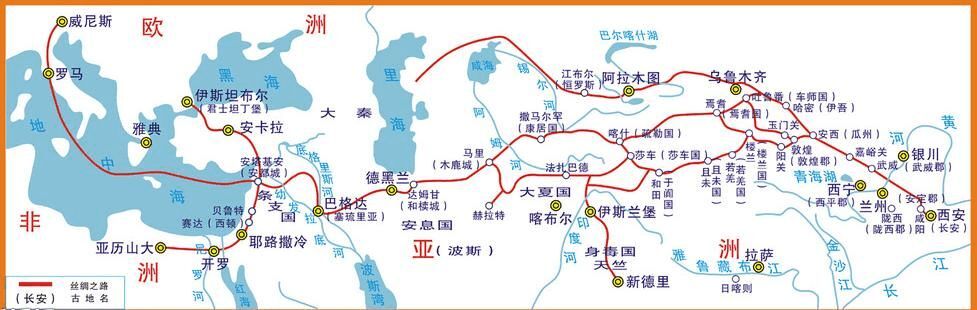 威尼斯
欧
洲
罗马
地
中
海
黑海
伊斯坦布尔
(君士坦丁堡)
雅典
安卡拉
安塔基安
(安都城)
大秦
里
海
底格里斯河
幼发拉底河
条支国
贝鲁特
赛达(西顿)
耶路撒冷
亚历山大
开罗
尼罗河
红海
非
洲
巴格达
(塞琉里亚)
波斯湾
德黑兰
达姆甘
(和椟城)
安息国
亚(波斯)
咸海
锡尔河
阿姆河
马里
(木鹿城)
撒马尔罕
(康居国)
江布尔
(恒罗斯)
巴尔喀什湖
阿拉木图
喀什(疏勒国)
莎车(莎车国)
法扎巴德
大夏国
赫拉特
喀布尔
伊斯兰堡
印度河
身毒国
天竺
新德里
和田
(于阗国)
且末
(且末国)
若羌
(若羌国)
楼兰
(楼兰国)
乌鲁木齐
焉耆
(焉耆国)
吐鲁番(车师国)
哈密(伊吾)
玉门关
阳关
敦煌
(敦煌郡)
安西(瓜州)
嘉峪关
武威
(武威郡)
银川
黄
河
青海湖
西宁
(西平郡)
兰州
陇西
(陇西郡)
(安定郡)
咸阳
西安
(长安)
洲
拉萨
日喀则
雅鲁藏布江
金沙江
长
江
丝绸之路
(长安) 古地名